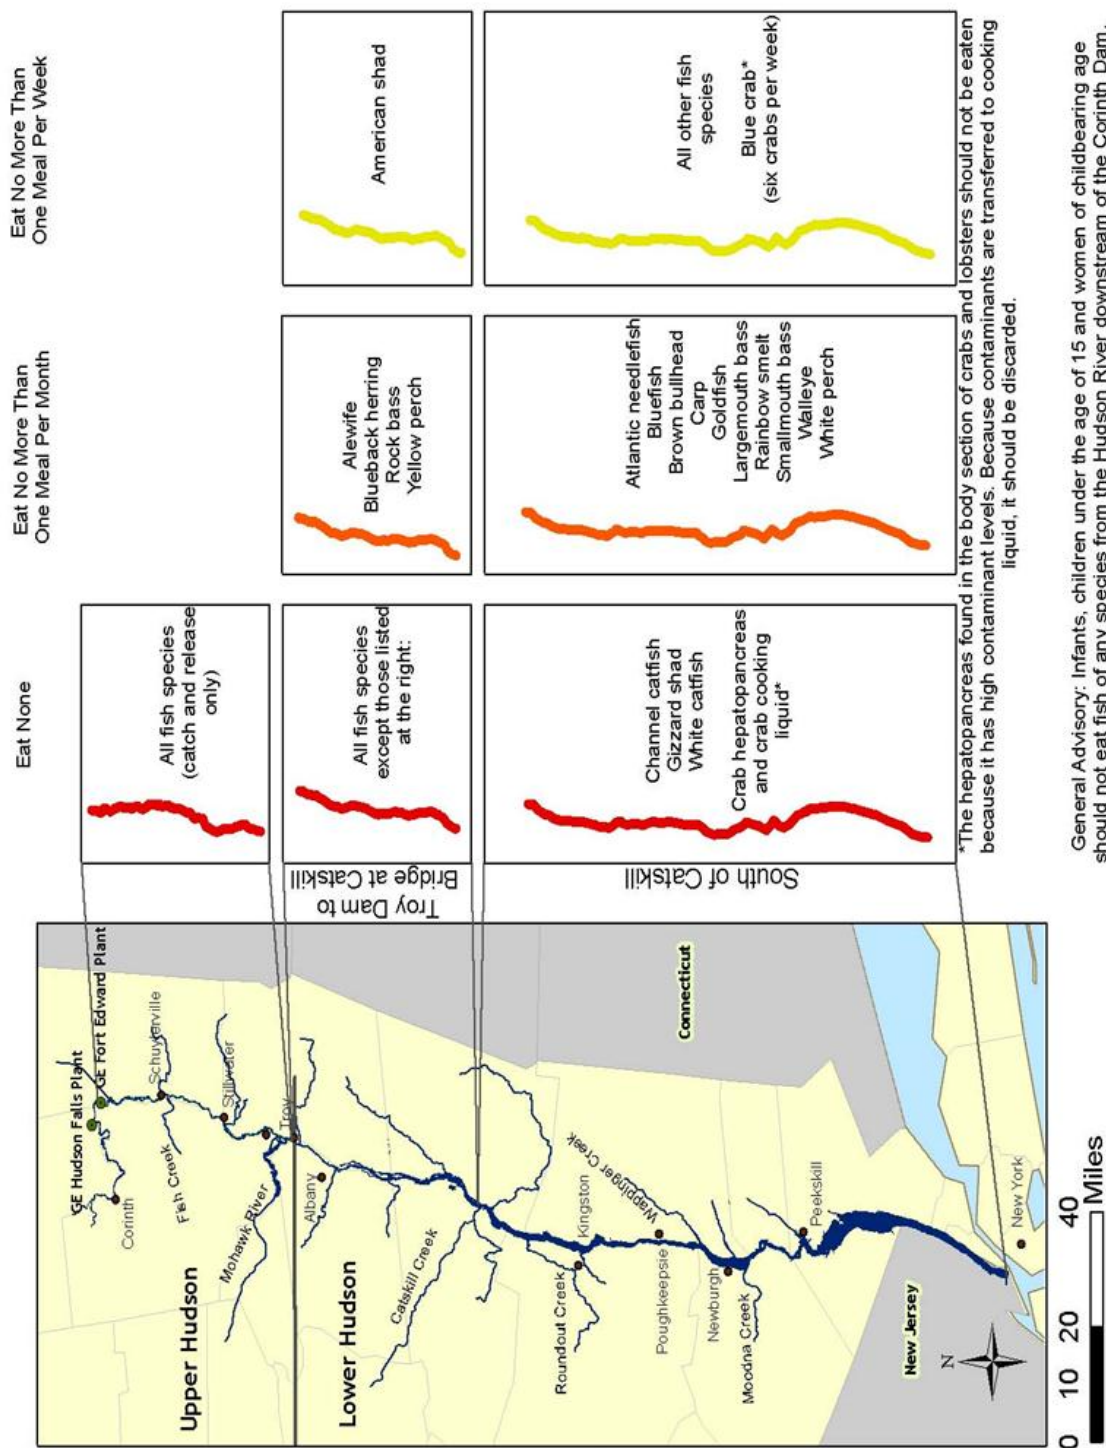 Eat None
Eat No More Than
One Meal Per Month
Eat No More Than
One Meal Per Week
All fish species
(catch and release
only)
Troy Dam to
Bridge at Catskill
All fish species
except those listed
at the right:
Alewife
Blueback herring
Rock bass
Yellow perch
American shad
South of Catskill
Channel catfish
Gizzard shad
White catfish
Crab hepatopancreas
and crab cooking
liquid*
Atlantic needlefish
Bluefish
Brown bullhead
Carp
Goldfish
Largemouth bass
Rainbow smelt
Smallmouth bass
Walleye
White perch
All other fish
species
Blue crab*
(six crabs per week)
*The hepatopancreas found in the body section of crabs and lobsters should not be eaten
because it has high contaminant levels. Because contaminants are transferred to cooking
liquid, it should be discarded.
General Advisory: Infants, children under the age of 15 and women of childbearing age
should not eat fish of any species from the Hudson River downstream of the Corinth Dam.
GE Hudson Falls Plant
GE Fort Edward Plant
Corinth
Schuylerville
Fish Creek
Stillwater
Upper Hudson
Mohawk River
Troy
Albany
Lower Hudson
Catskill Creek
Roundout Creek
Kingston
Wappinger Creek
Poughkeepsie
Newburgh
Moodna Creek
Peekskill
Connecticut
New Jersey
New York
N
0 10 20 40 Miles